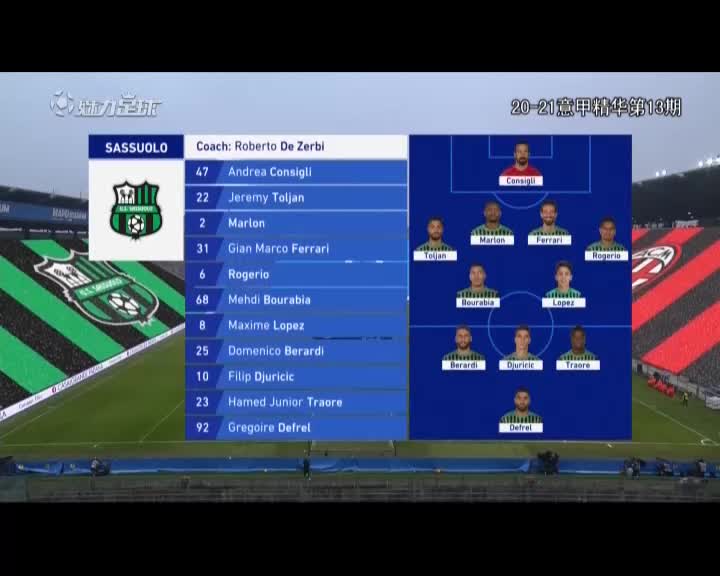 魅力足球
20-21意甲精华第13期
SASSUOLO
Coach: Roberto De Zerbi
47 Andrea Consigli
22 Jeremy Toljan
2 Marlon
31 Gian Marco Ferrari
6 Rogerio
68 Mehdi Bourabia
8 Maxime Lopez
25 Domenico Berardi
10 Filip Djuricic
23 Hamed Junior Traore
92 Gregoire Defrel
Consigli
Toljan
Marlon
Ferrari
Rogerio
Bourabia
Lopez
Berardi
Djuricic
Traore
Defrel
U.S. SASSUOLO